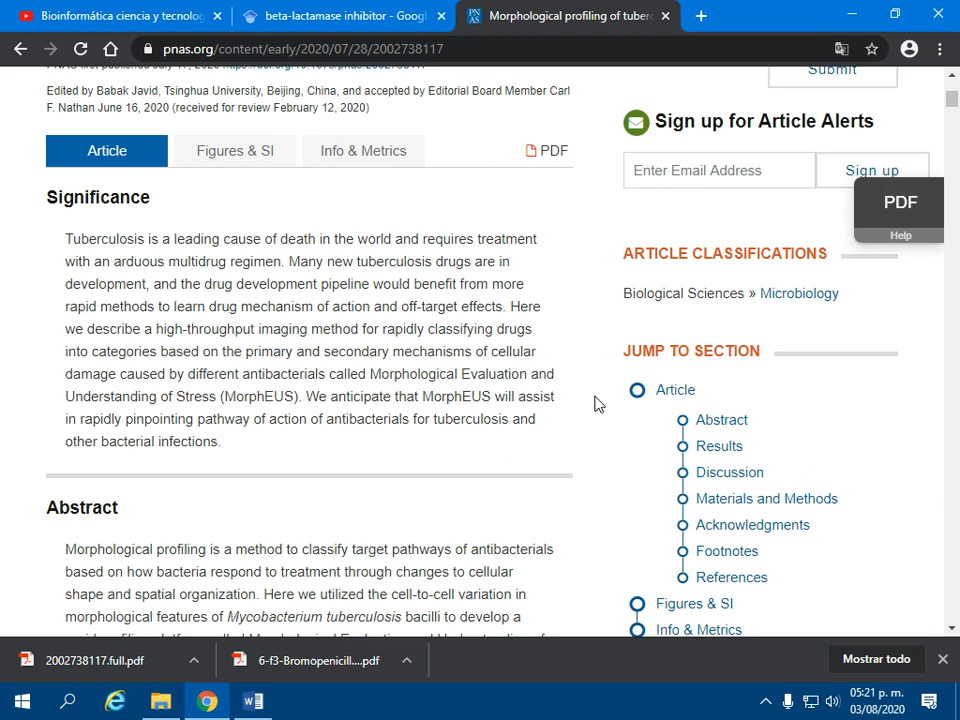 Bioinformática ciencia y tecnolog
beta-lactamase inhibitor - Googl
Morphological profiling of tuber
pnas.org/content/early/2020/07/28/2002738117
Edited by Babak Javid, Tsinghua University, Beijing, China, and accepted by Editorial Board Member Carl
F. Nathan June 16, 2020 (received for review February 12, 2020)
Article
Figures & SI
Info & Metrics
PDF
Significance
Tuberculosis is a leading cause of death in the world and requires treatment
with an arduous multidrug regimen. Many new tuberculosis drugs are in
development, and the drug development pipeline would benefit from more
rapid methods to learn drug mechanism of action and off-target effects. Here
we describe a high-throughput imaging method for rapidly classifying drugs
into categories based on the primary and secondary mechanisms of cellular
damage caused by different antibacterials called Morphological Evaluation and
Understanding of Stress (MorphEUS). We anticipate that MorphEUS will assist
in rapidly pinpointing pathway of action of antibacterials for tuberculosis and
other bacterial infections.
Abstract
Morphological profiling is a method to classify target pathways of antibacterials
based on how bacteria respond to treatment through changes to cellular
shape and spatial organization. Here we utilized the cell-to-cell variation in
morphological features of Mycobacterium tuberculosis bacilli to develop a
Submit
Sign up for Article Alerts
Enter Email Address
Sign up
PDF
Help
ARTICLE CLASSIFICATIONS
Biological Sciences » Microbiology
JUMP TO SECTION
Article
Abstract
Results
Discussion
Materials and Methods
Acknowledgments
Footnotes
References
Figures & SI
Info & Metrics
2002738117.full.pdf
6-f3-Bromopenicill....pdf
Mostrar todo
05:21 p. m.
03/08/2020